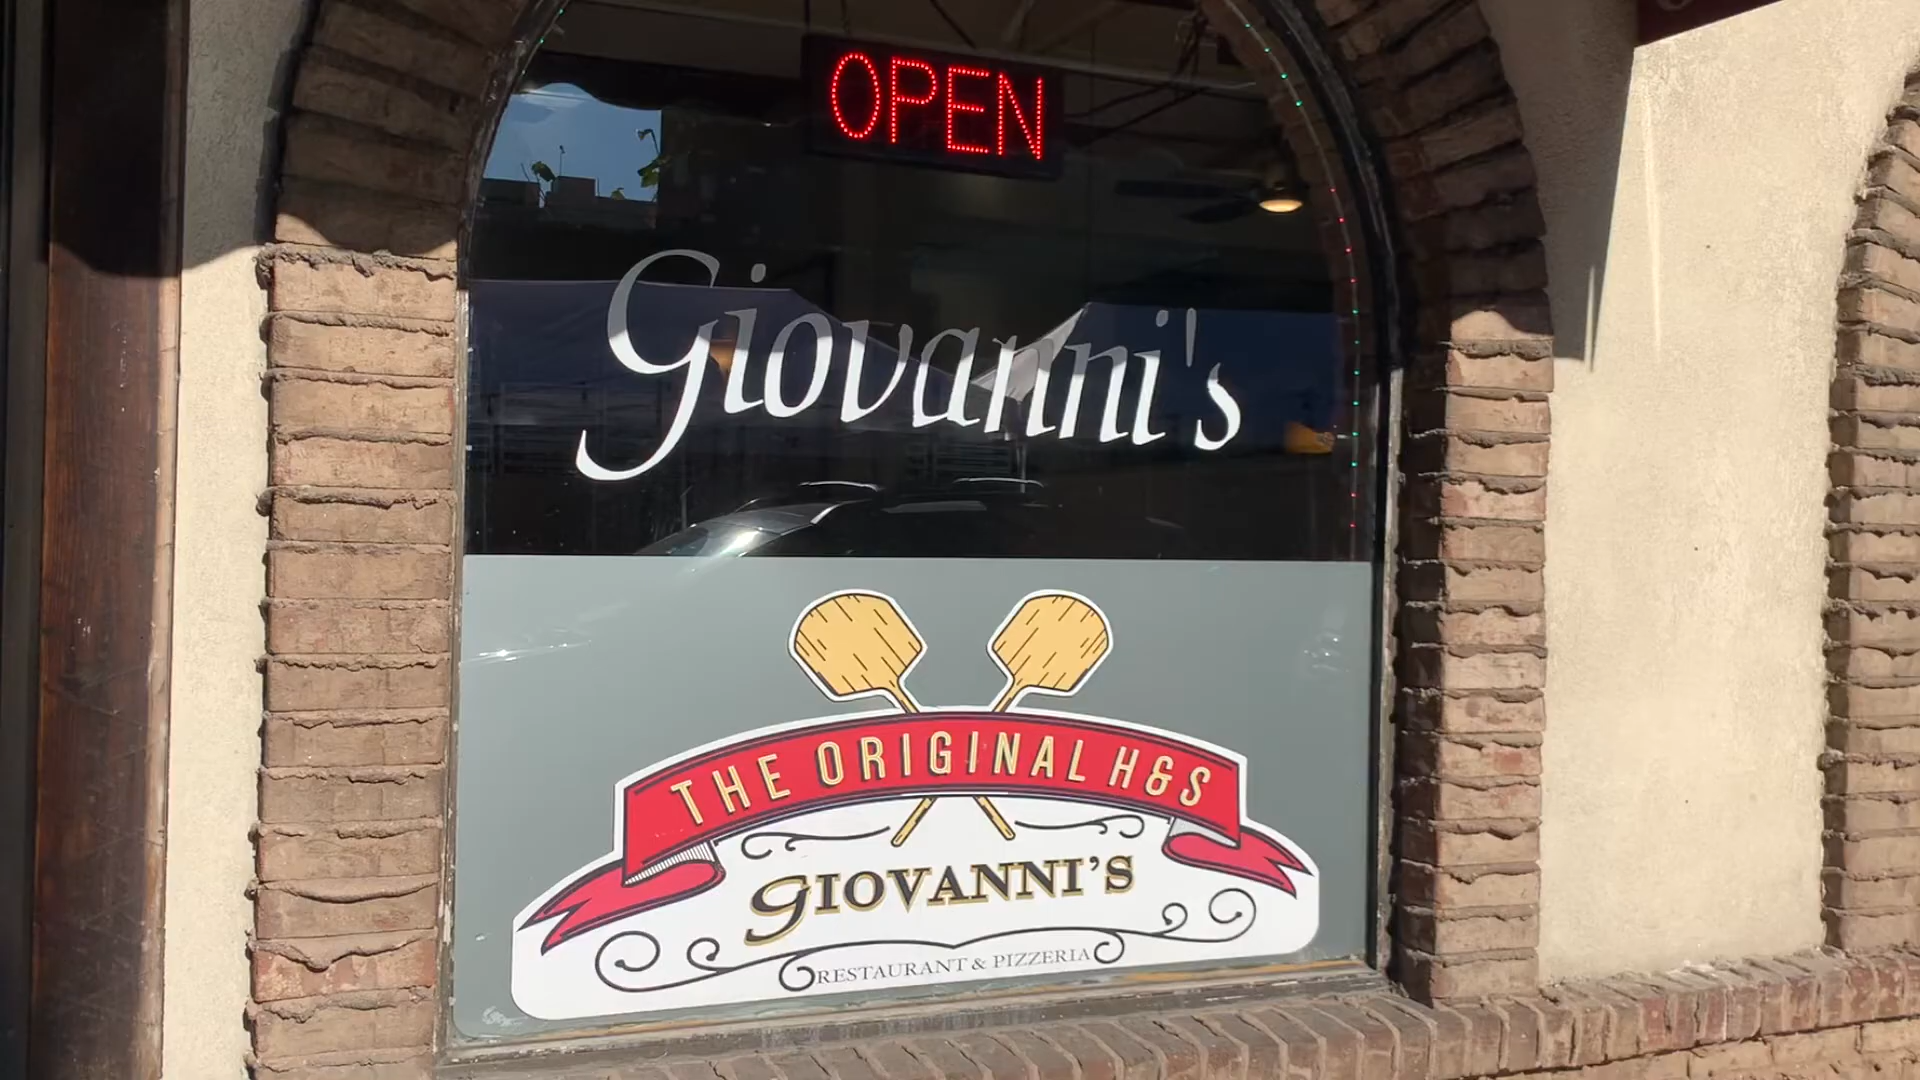 OPEN
Giovanni's
THE ORIGINAL H&S
GIOVANNI'S
RESTAURANT & PIZZERIA